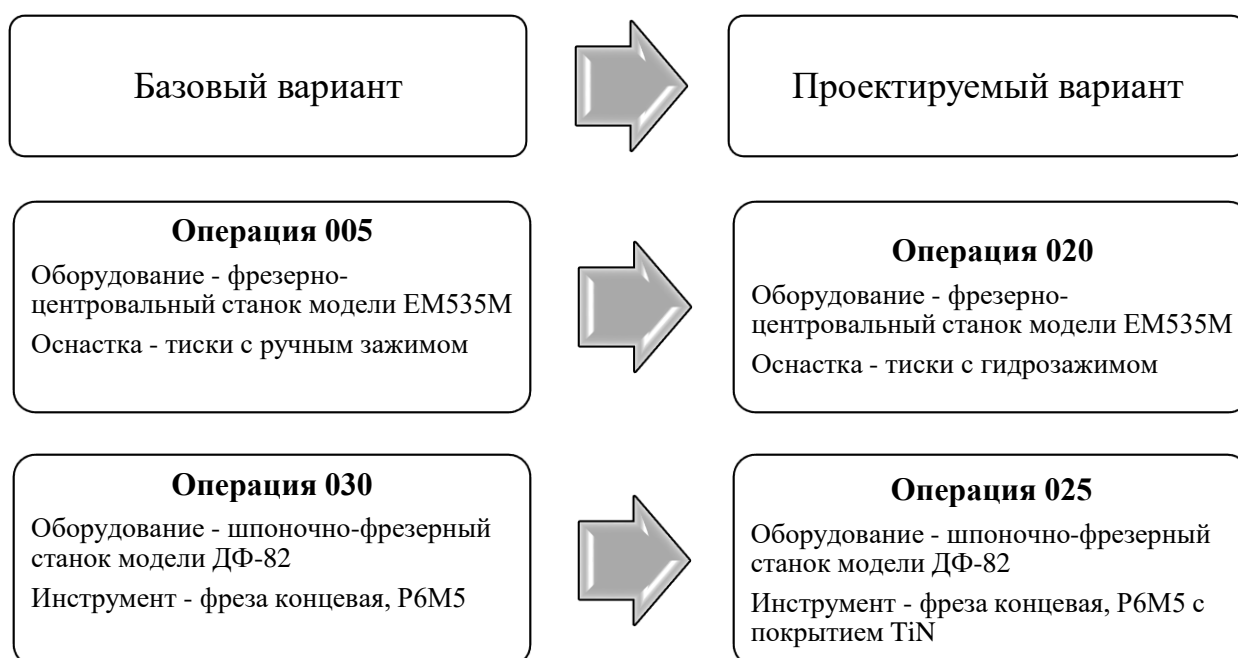 Базовый вариант
Проектируемый вариант
Операция 005
Оборудование - фрезерно-
центровальный станок модели ЕМ535М
Оснастка - тиски с ручным зажимом
Операция 020
Оборудование - фрезерно-
центровальный станок модели ЕМ535М
Оснастка - тиски с гидрозажимом
Операция 030
Оборудование - шпоночно-фрезерный
станок модели ДФ-82
Инструмент - фреза концевая, Р6М5
Операция 025
Оборудование - шпоночно-фрезерный
станок модели ДФ-82
Инструмент - фреза концевая, Р6М5 с
покрытием TiN